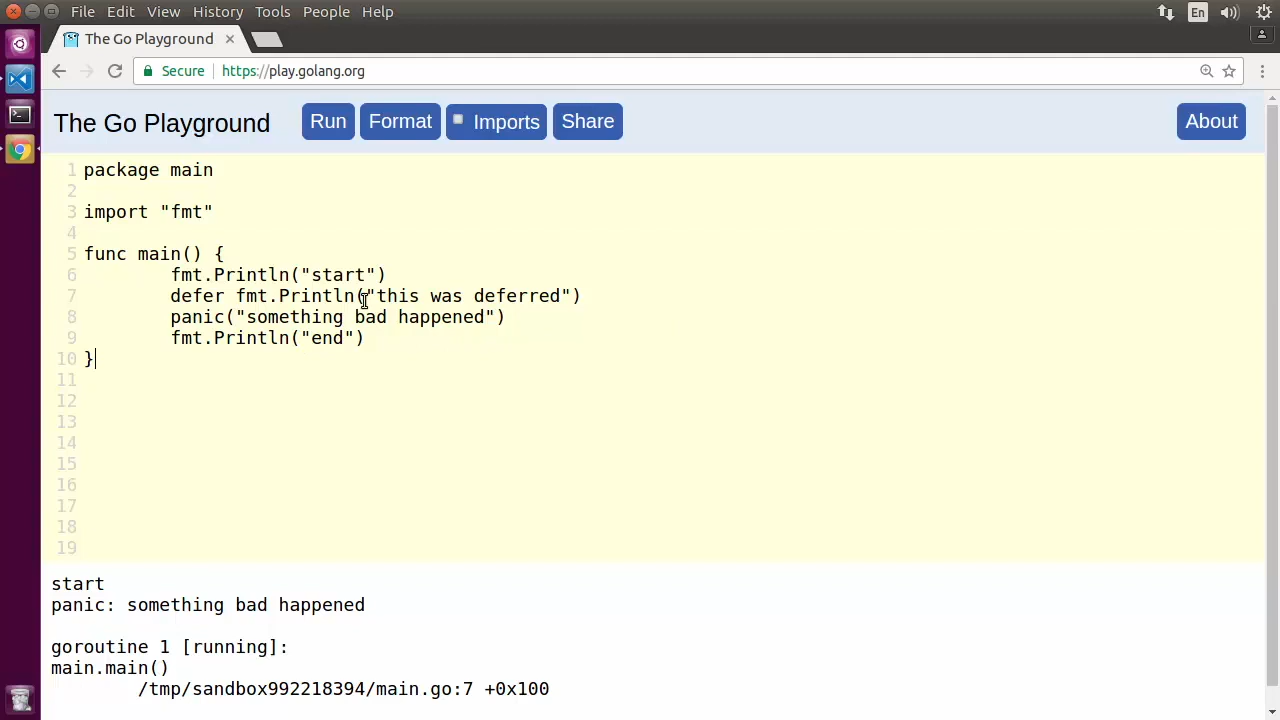 File Edit View History Tools People Help
En
The Go Playground
Secure https://play.golang.org
The Go Playground Run Format Imports Share About
1 package main
2
3 import "fmt"
4
5 func main() {
6 fmt.Println("start")
7 defer fmt.Println("this was deferred")
8 panic("something bad happened")
9 fmt.Println("end")
10 }
11
12
13
14
15
16
17
18
19
start
panic: something bad happened
goroutine 1 [running]:
main.main()
/tmp/sandbox992218394/main.go:7 +0x100